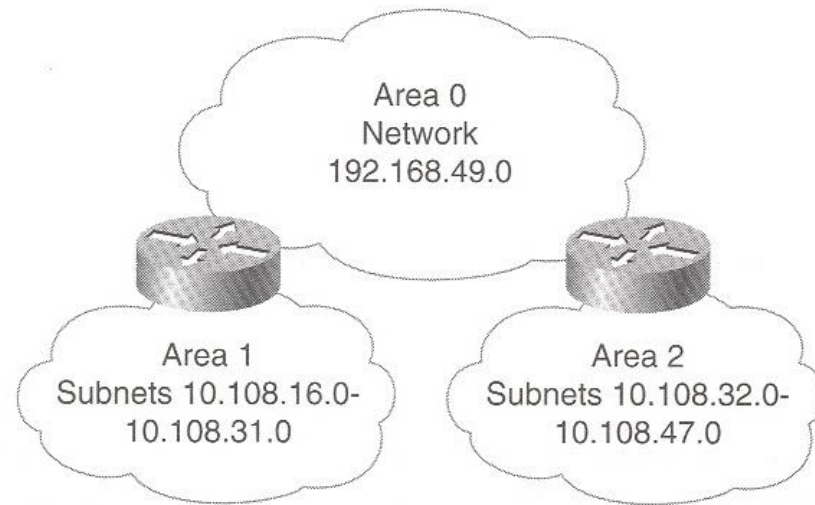 Area 0
Network
192.168.49.0
Area 1
Subnets 10.108.16.0-
10.108.31.0
Area 2
Subnets 10.108.32.0-
10.108.47.0